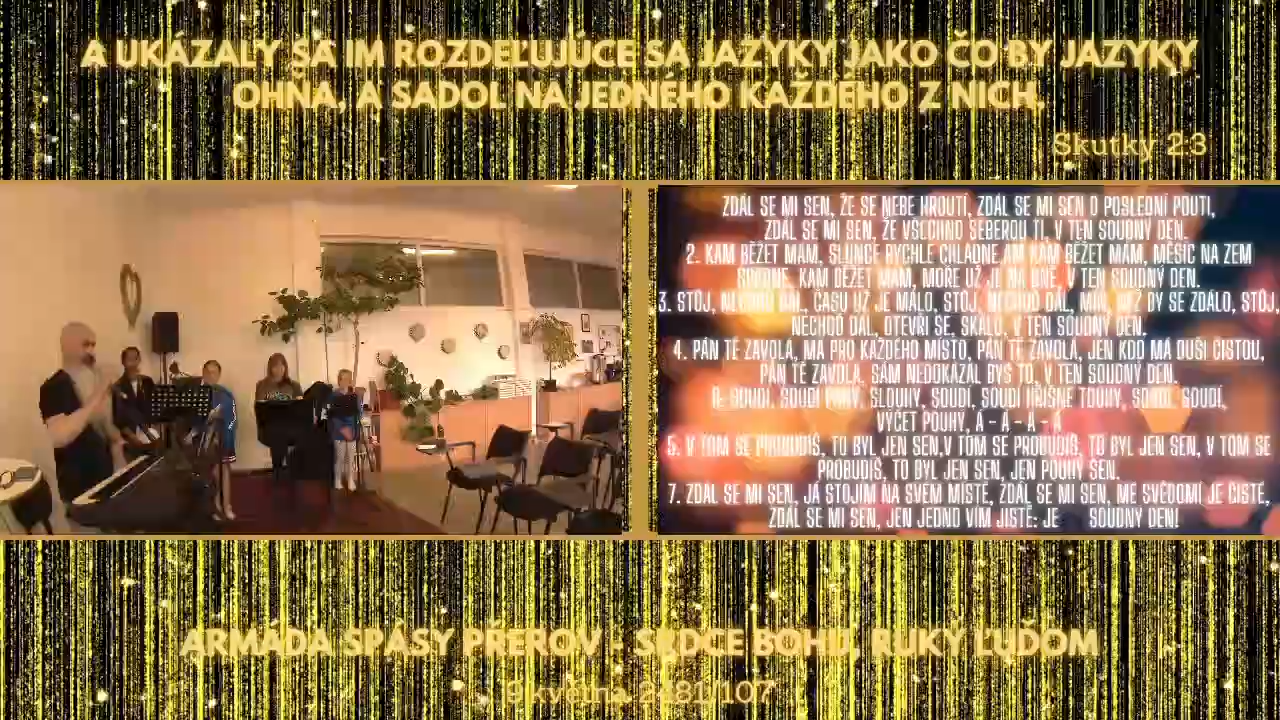 A UKÁZALY SA IM ROZDEĽUJÚCE SA JAZYKY JAKO ČO BY JAZYKY
OHŇA, A SADOL NA JEDNÉHO KAŽDÉHO Z NICH.
Skutky 2:3
ZDÁL SE MI SEN, ŽE SE NEBE HROUTÍ, ZDÁL SE MI SEN O POSLEDNÍ POUTI,
ZDÁL SE MI SEN, ŽE VŠECHNO SEBEROU TI, V TEN SOUDNÝ DEN.
2. KAM BĚŽET MÁM, SLUNCE RYCHLE CHLADNE, KAM BĚŽET MÁM, MĚSÍC NA ZEM
KAM BĚŽET MÁM, MOŘE UŽ JE NA DNĚ, V TEN SOUDNÝ DEN.
3. STŮJ, DÁL, ČASU UŽ JE MÁLO, STŮJ, NECHOĎ DÁL, MÍŇ, NEŽ BY SE ZDÁLO, STŮJ,
NECHOĎ DÁL, OTEVŘI SE, SKÁLO, V TEN SOUDNÝ DEN.
4. PÁN TĚ ZAVOLÁ, MÁ PRO KAŽDÉHO MÍSTO, PÁN TĚ ZAVOLÁ, JEN KDO MÁ DUŠI ČISTOU,
PÁN TĚ ZAVOLÁ, SÁM NEDOKÁZAL BYS TO, V TEN SOUDNÝ DEN.
SOUDÍ, SOUDÍ PÁNY, SLOUHY, SOUDÍ, SOUDÍ HŘÍŠNÉ TOUHY, SOUDÍ, SOUDÍ,
VÝČET POUHÝ, Á - Á - Á - Á
5. V TOM SE PROBUDÍŠ, TO BYL JEN SEN,V TOM SE PROBUDÍŠ, TO BYL JEN SEN, V TOM SE
PROBUDÍŠ, TO BYL JEN SEN, JEN POUHÝ SEN.
7. ZDÁL SE MI SEN, JÁ STOJÍM NA SVÉM MÍSTĚ, ZDÁL SE MI SEN, MÉ SVĚDOMÍ JE ČISTÉ,
ZDÁL SE MI SEN, JEN JEDNO VÍM JISTĚ: JE SOUDNÝ DEN!
ARMÁDA SPÁSY PŘEROV - SRDCE BOHU, RUKY ĽUĎOM
května